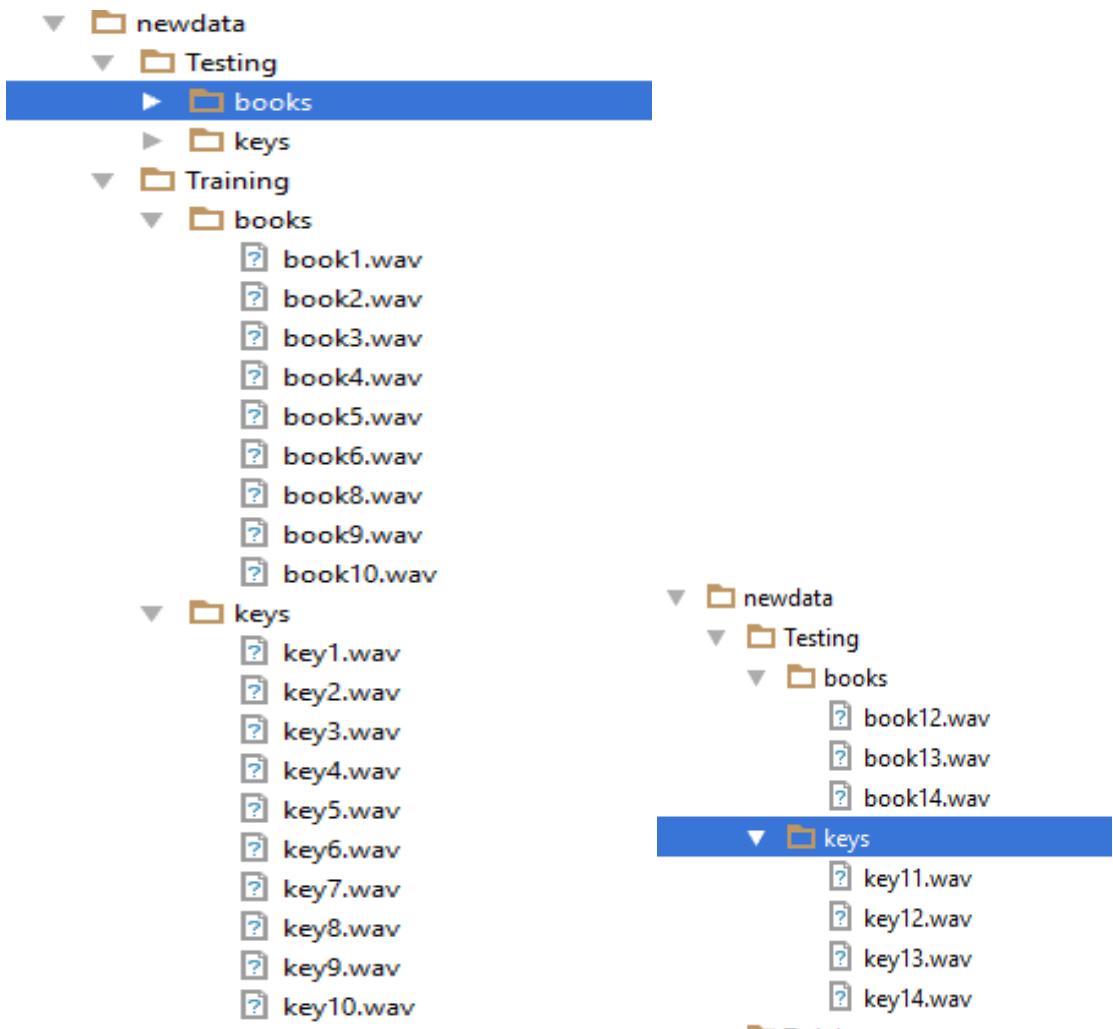 newdata
Testing
books
keys
Training
books
book1.wav
book2.wav
book3.wav
book4.wav
book5.wav
book6.wav
book8.wav
book9.wav
book10.wav
keys
key1.wav
key2.wav
key3.wav
key4.wav
key5.wav
key6.wav
key7.wav
key8.wav
key9.wav
key10.wav
newdata
Testing
books
book12.wav
book13.wav
book14.wav
keys
key11.wav
key12.wav
key13.wav
key14.wav